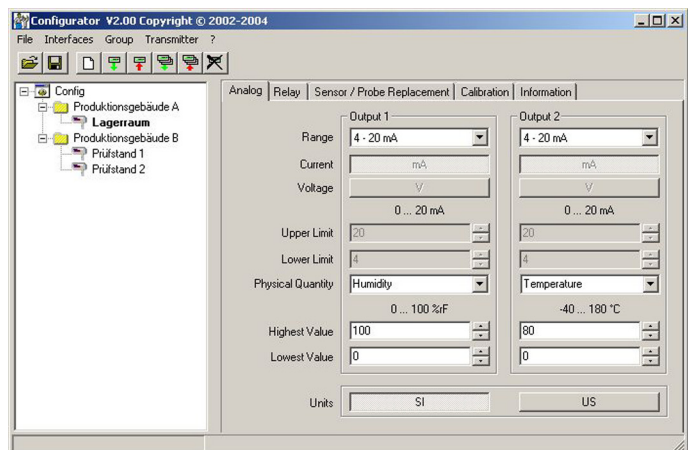 Configurator V2.00 Copyright © 2002-2004
File Interfaces Group Transmitter ?
Config
Produktionsgebäude A
Lagerraum
Produktionsgebäude B
Prüfstand 1
Prüfstand 2
Analog Relay Sensor / Probe Replacement Calibration Information
Output 1 Output 2
Range 4 - 20 mA 4 - 20 mA
Current mA mA
Voltage V V
0 ... 20 mA 0 ... 20 mA
Upper Limit 20 20
Lower Limit 4 4
Physical Quantity Humidity Temperature
0 ... 100 %rF -40 ... 180 °C
Highest Value 100 80
Lowest Value 0 0
Units SI US